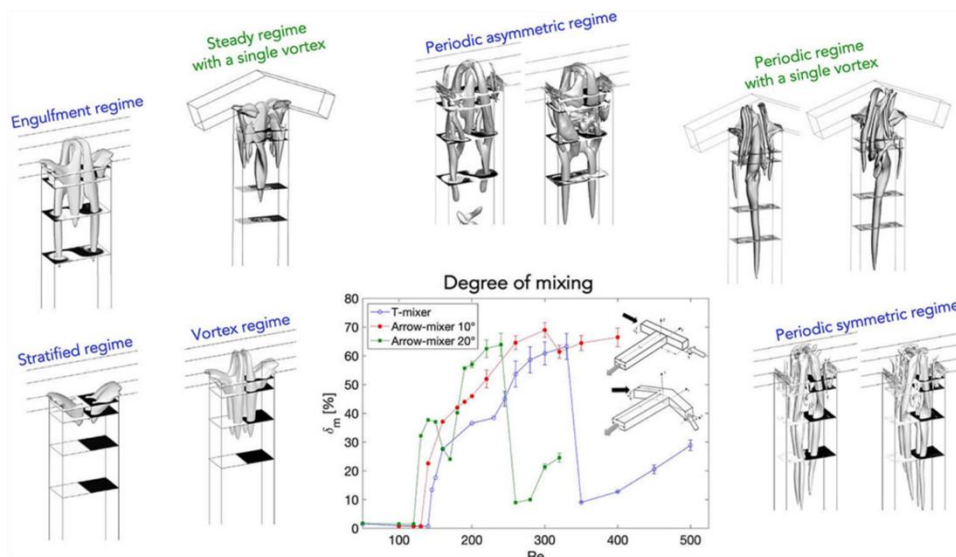 Steady regime
with a single vortex
Periodic asymmetric regime
Periodic regime
with a single vortex
Engulfment regime
Degree of mixing
Stratified regime
Vortex regime
Periodic symmetric regime
80
70
60
50
40
30
20
10
0
δm [%]
T-mixer
Arrow-mixer 10°
Arrow-mixer 20°
100
200
300
400
500
Re